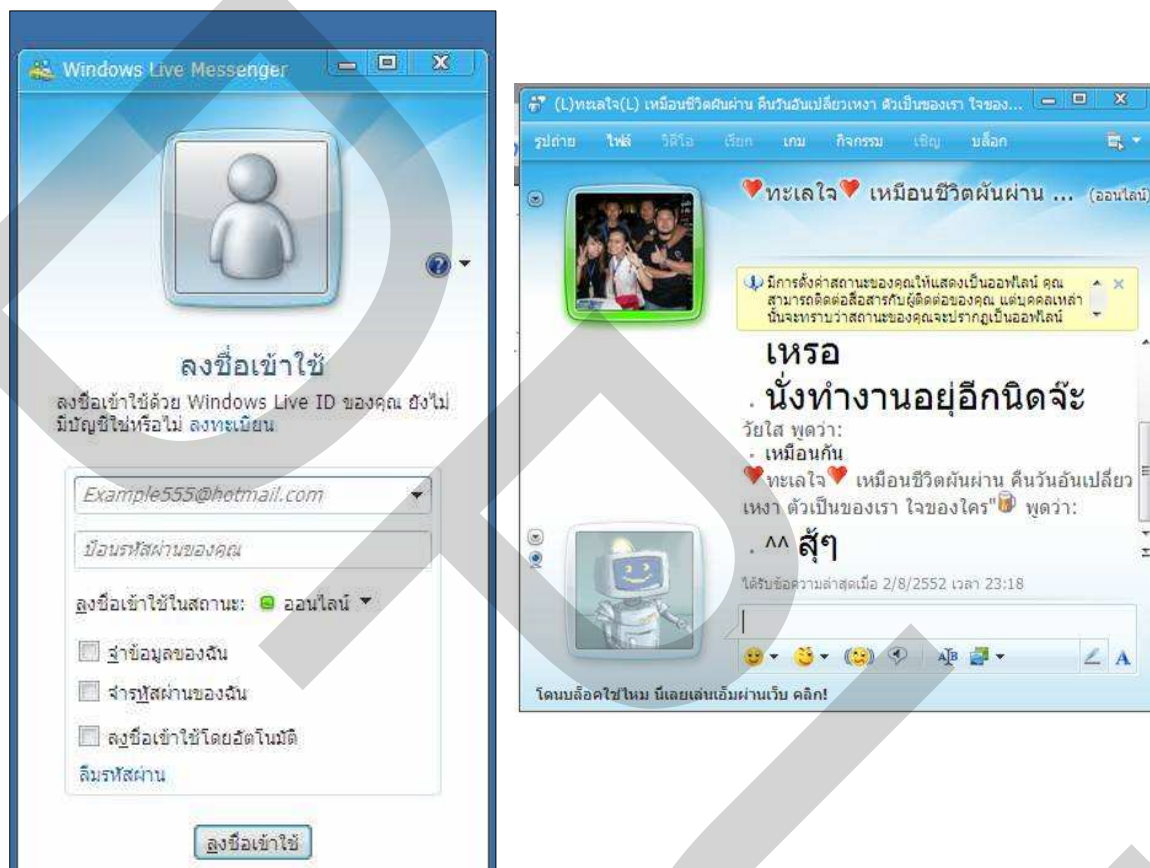 Windows Live Messenger
ลงชื่อเข้าใช้
ลงชื่อเข้าใช้ด้วย Windows Live ID ของคุณ ยังไม่
มีบัญชีใช่หรือไม่ ลงทะเบียน
Example555@hotmail.com
ป้อนรหัสผ่านของคุณ
ลงชื่อเข้าใช้ในสถานะ: ออนไลน์
จำข้อมูลของฉัน
จำรหัสผ่านของฉัน
ลงชื่อเข้าใช้โดยอัตโนมัติ
ลืมรหัสผ่าน
ลงชื่อเข้าใช้
(L)ทะเลใจ(L) เหมือนชีวิตผันผ่าน คืนวันอันเปลี่ยวเหงา ตัวเป็นของเรา ใจของ...
รูปถ่าย ไฟล์ วิดีโอ เรียก เกม กิจกรรม เชิญ บล็อก
❤ทะเลใจ❤ เหมือนชีวิตผันผ่าน ... (ออนไลน์)
มีการตั้งค่าสถานะของคุณให้แสดงเป็นออฟไลน์ คุณ
สามารถติดต่อสื่อสารกับผู้ติดต่อของคุณ แต่บุคคลเหล่า
นั้นจะทราบว่าสถานะของคุณจะปรากฏเป็นออฟไลน์
เหรอ
นั่งทำงานอยุ่อีกนิดจ๊ะ
วัยใส พูดว่า:
เหมือนกัน
❤ทะเลใจ❤ เหมือนชีวิตผันผ่าน คืนวันอันเปลี่ยว
เหงา ตัวเป็นของเรา ใจของใคร"🍺 พูดว่า:
^^ สุ้ๆ
ได้รับข้อความล่าสุดเมื่อ 2/8/2552 เวลา 23:18
โดนบล็อคใช่ไหม นี่เลยเล่นเอ็มผ่านเว็บ คลิก!